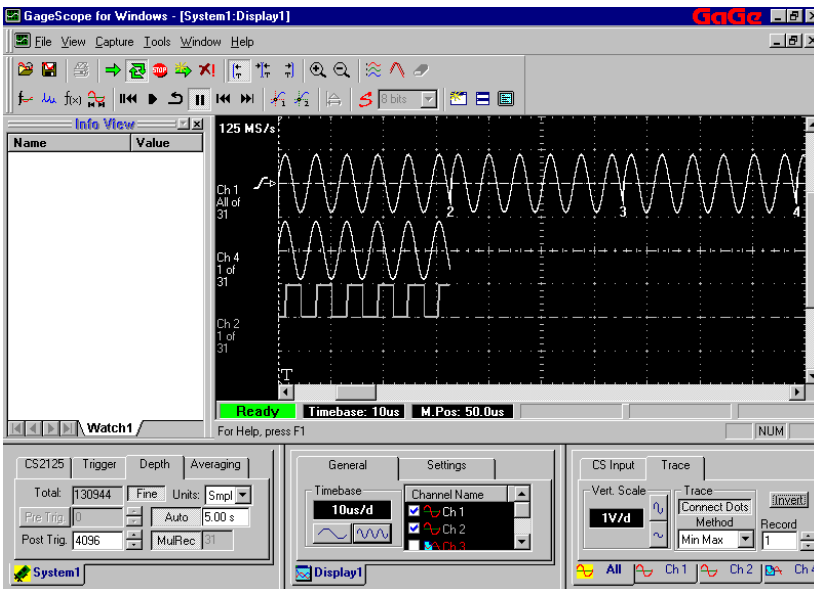 GageScope for Windows - [System1:Display1]
GaGe
File View Capture Tools Window Help
f(x)
1 2 S 8 bits
Info View
Name Value
125 MS/s
Ch 1
All of
31
2 3 4
Ch 4
1 of
31
Ch 2
1 of
31
T
Ready Timebase: 10us M.Pos: 50.0us
Watch1
For Help, press F1
NUM
CS2125 Trigger Depth Averaging
Total: 130944 Fine Units: Smpl
Pre Trig. 0 Auto 5.00 s
Post Trig. 4096 MulRec 31
System1
General Settings
Timebase
10us/d
Channel Name
Ch 1
Ch 2
Ch 3
Display1
CS Input Trace
Vert. Scale
1V/d
Trace
Connect Dots
Method
Min Max
Invert
Record
1
All Ch 1 Ch 2 Ch 4